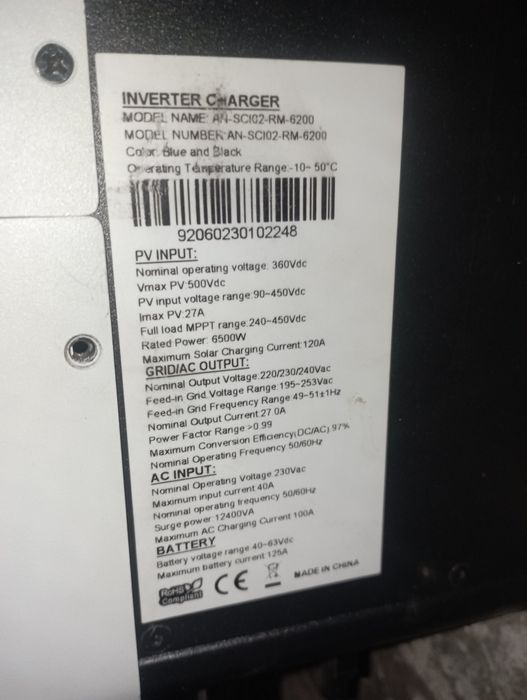 INVERTER CHARGER
MODEL NAME: AN-SCI02-RM-6200
MODEL NUMBER:AN-SCI02-RM-6200
Color: Blue and Black
Operating Temperature Range:-10~ 50°C
92060230102248
PV INPUT:
Nominal operating voltage: 360Vdc
Vmax PV:500Vdc
PV input voltage range:90~450Vdc
Imax PV:27A
Full load MPPT range:240~450Vdc
Rated Power: 6500W
Maximum Solar Charging Current:120A
GRID/AC OUTPUT:
Nominal Output Voltage:220/230/240Vac
Feed-in Grid Voltage Range:195~253Vac
Feed-in Grid Frequency Range:49~51±1Hz
Nominal Output Current:27.0A
Power Factor Range:>0.99
Maximum Conversion Efficiency(DC/AC):97%
Nominal Operating Frequency 50/60Hz
AC INPUT:
Nominal Operating Voltage 230Vac
Maximum input current 40A
Nominal operating frequency 50/60Hz
Surge power 12400VA
Maximum AC Charging Current 100A
BATTERY
Battery voltage range 40~63Vdc
Maximum battery current 125A
RoHS
Compliant
CE
MADE IN CHINA